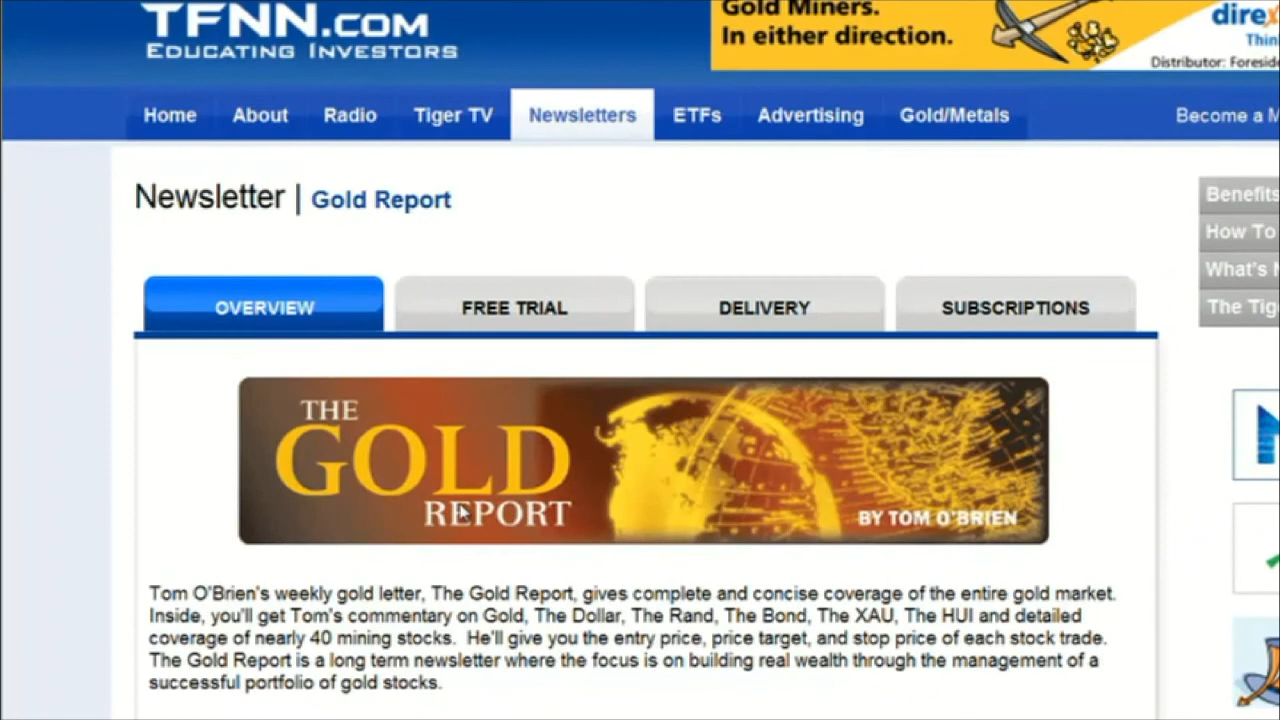 TFNN.COM
EDUCATING INVESTORS
Gold Miners.
In either direction.
Distributor:
Home About Radio Tiger TV Newsletters ETFs Advertising Gold/Metals Become a
Newsletter | Gold Report
Benefits
How To
What's
The
OVERVIEW FREE TRIAL DELIVERY SUBSCRIPTIONS
THE
GOLD
REPORT
BY TOM O'BRIEN
Tom O'Brien's weekly gold letter, The Gold Report, gives complete and concise coverage of the entire gold market.
Inside, you'll get Tom's commentary on Gold, The Dollar, The Rand, The Bond, The XAU, The HUI and detailed
coverage of nearly 40 mining stocks. He'll give you the entry price, price target, and stop price of each stock trade.
The Gold Report is a long term newsletter where the focus is on building real wealth through the management of a
successful portfolio of gold stocks.